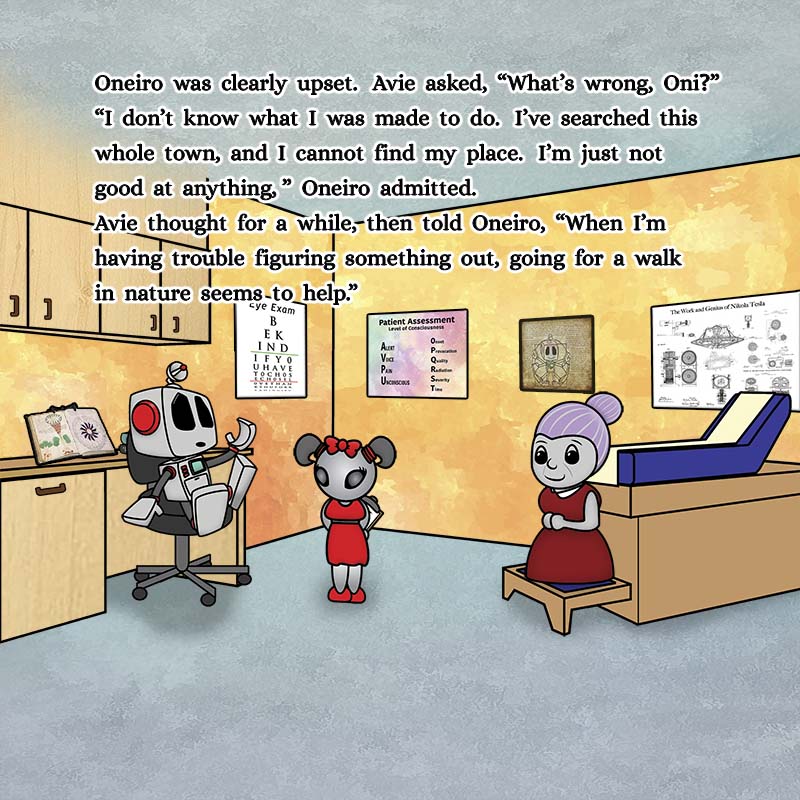 Oneiro was clearly upset. Avie asked, “What’s wrong, Oni?”
“I don’t know what I was made to do. I’ve searched this
whole town, and I cannot find my place. I’m just not
good at anything,” Oneiro admitted.
Avie thought for a while, then told Oneiro, “When I’m
having trouble figuring something out, going for a walk
in nature seems to help.”
Eye Exam
B
E K
I N D
I F Y O
U H A V E
T O C H O S
Patient Assessment
Level of Consciousness
Alert
Voice
Pain
Unconscious
Onset
Provocation
Quality
Radiation
Severity
Time
The Work and Genius of Nikola Tesla